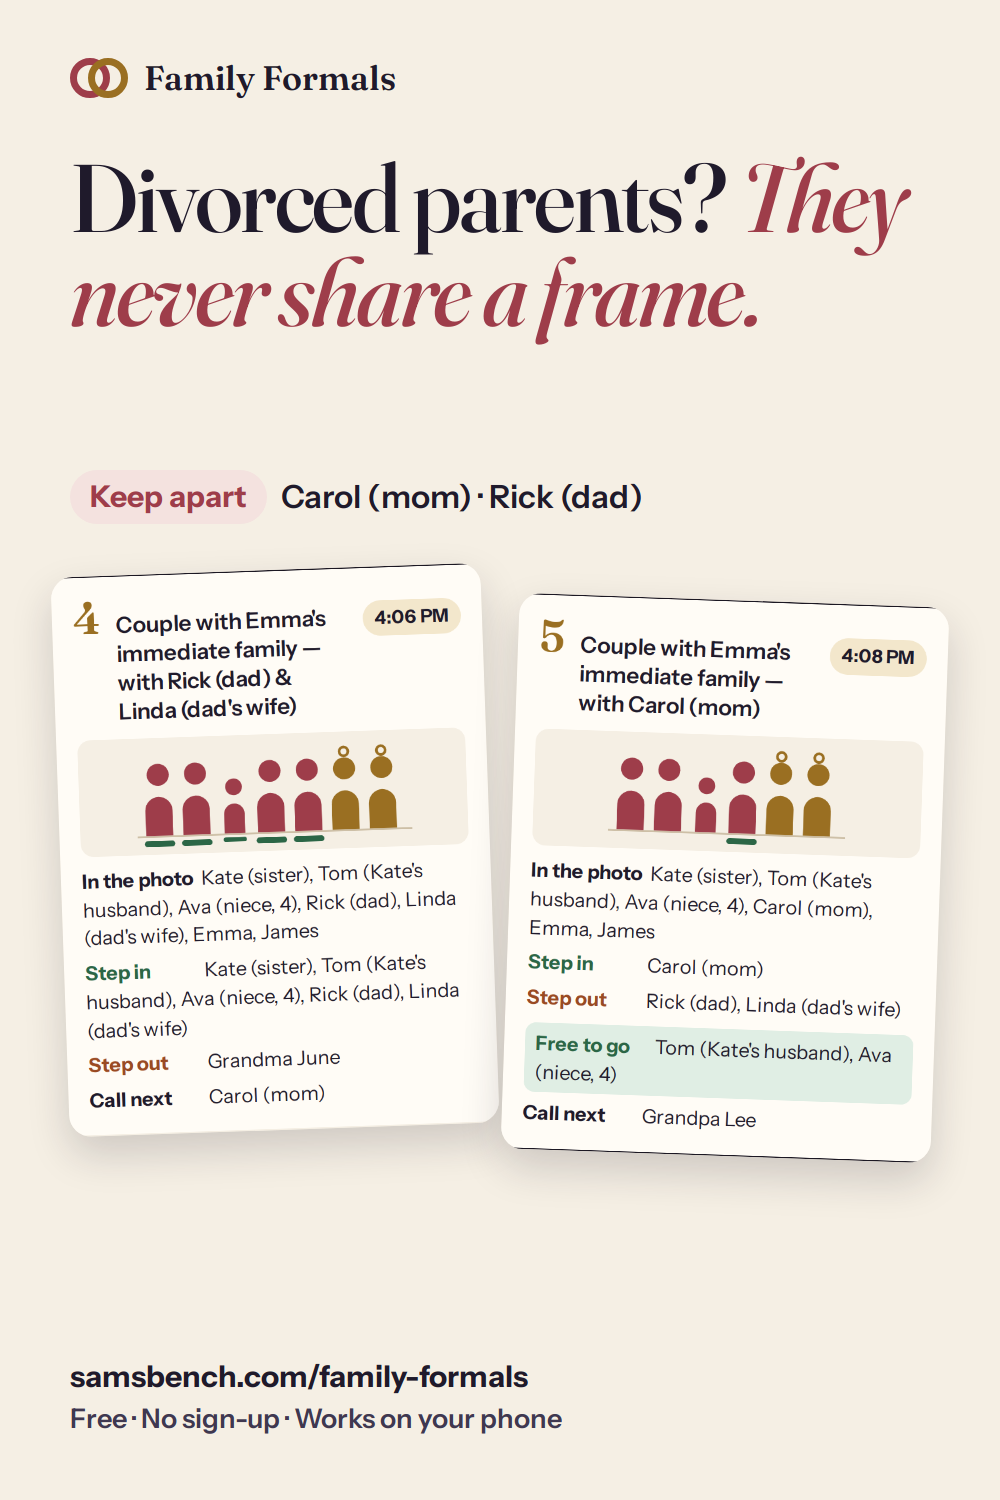 Family Formals
Divorced parents? They
never share a frame.
Keep apart Carol (mom) · Rick (dad)
4 Couple with Emma's 4:06 PM
immediate family —
with Rick (dad) &
Linda (dad's wife)
In the photo Kate (sister), Tom (Kate's
husband), Ava (niece, 4), Rick (dad), Linda
(dad's wife), Emma, James
Step in Kate (sister), Tom (Kate's
husband), Ava (niece, 4), Rick (dad), Linda
(dad's wife)
Step out Grandma June
Call next Carol (mom)
5 Couple with Emma's 4:08 PM
immediate family —
with Carol (mom)
In the photo Kate (sister), Tom (Kate's
husband), Ava (niece, 4), Carol (mom),
Emma, James
Step in Carol (mom)
Step out Rick (dad), Linda (dad's wife)
Free to go Tom (Kate's husband), Ava
(niece, 4)
Call next Grandpa Lee
samsbench.com/family-formals
Free · No sign-up · Works on your phone